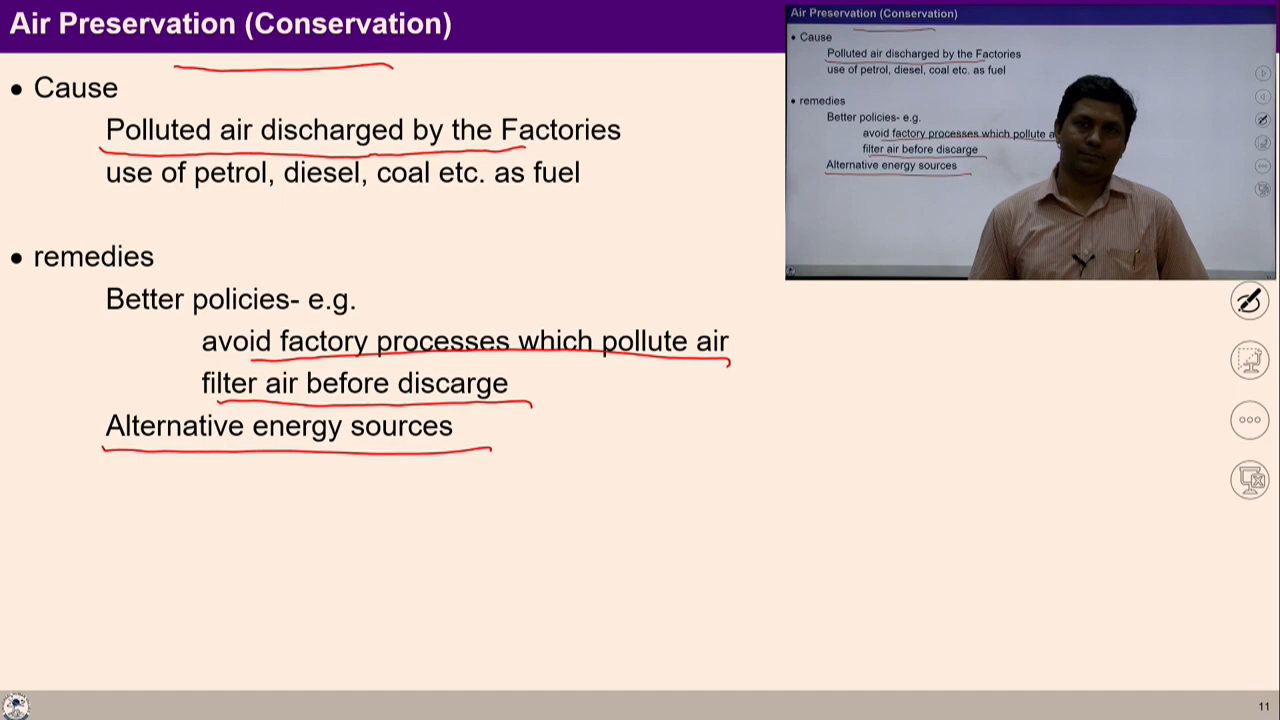 Air Preservation (Conservation)
• Cause
Polluted air discharged by the Factories
use of petrol, diesel, coal etc. as fuel
• remedies
Better policies- e.g.
avoid factory processes which pollute air
filter air before discarge
Alternative energy sources
11
Air Preservation (Conservation)
• Cause
Polluted air discharged by the Factories
use of petrol, diesel, coal etc. as fuel
• remedies
Better policies- e.g.
avoid factory processes which pollute a
filter air before discarge
Alternative energy sources